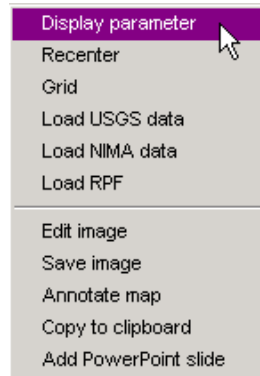 Display parameter
Recenter
Grid
Load USGS data
Load NIMA data
Load RPF
Edit image
Save image
Annotate map
Copy to clipboard
Add PowerPoint slide